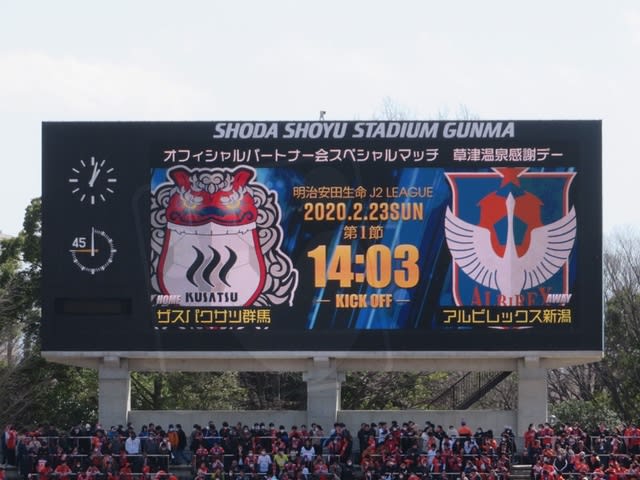 SHODA SHOYU STADIUM GUNMA
オフィシャルパートナー会スペシャルマッチ 草津温泉感謝デー
明治安田生命 J2 LEAGUE
2020.2.23SUN
第1節
14:03
KICK OFF
45
KUSATSU
HOME
ザスパクサツ群馬
ALBIREX
AWAY
アルビレックス新潟